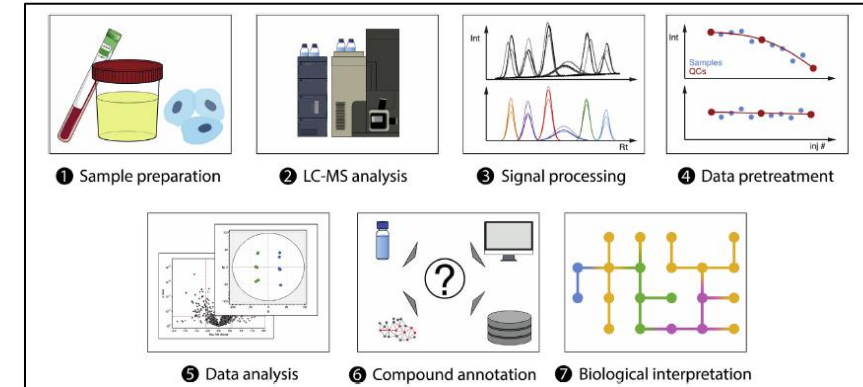 Int
Rt
Int
Samples
QCs
inj #
❶ Sample preparation
❷ LC-MS analysis
❸ Signal processing
❹ Data pretreatment
?
❺ Data analysis
❻ Compound annotation
❼ Biological interpretation